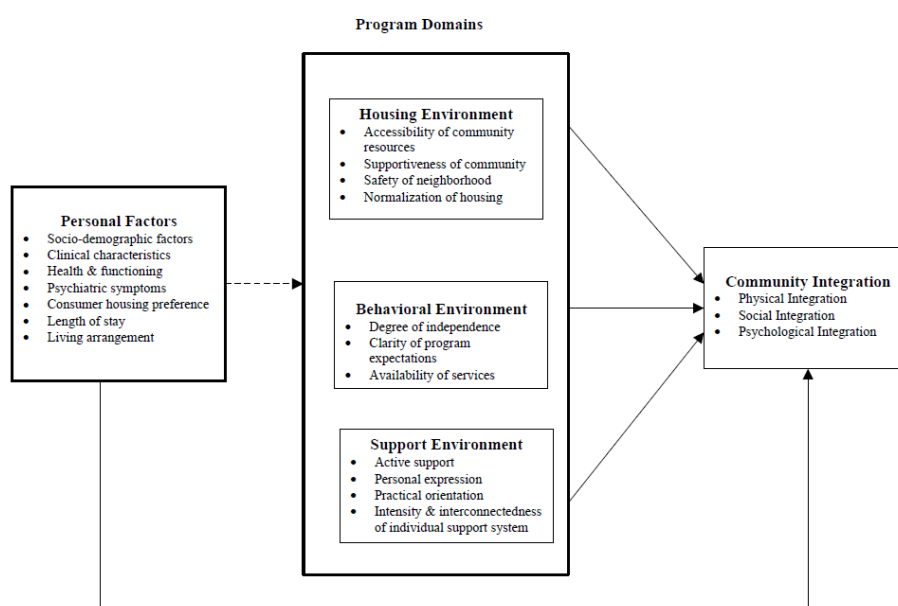 Program Domains
Housing Environment
• Accessibility of community
resources
• Supportiveness of community
• Safety of neighborhood
• Normalization of housing
Personal Factors
• Socio-demographic factors
• Clinical characteristics
• Health & functioning
• Psychiatric symptoms
• Consumer housing preference
• Length of stay
• Living arrangement
Behavioral Environment
• Degree of independence
• Clarity of program
expectations
• Availability of services
Support Environment
• Active support
• Personal expression
• Practical orientation
• Intensity & interconnectedness
of individual support system
Community Integration
• Physical Integration
• Social Integration
• Psychological Integration